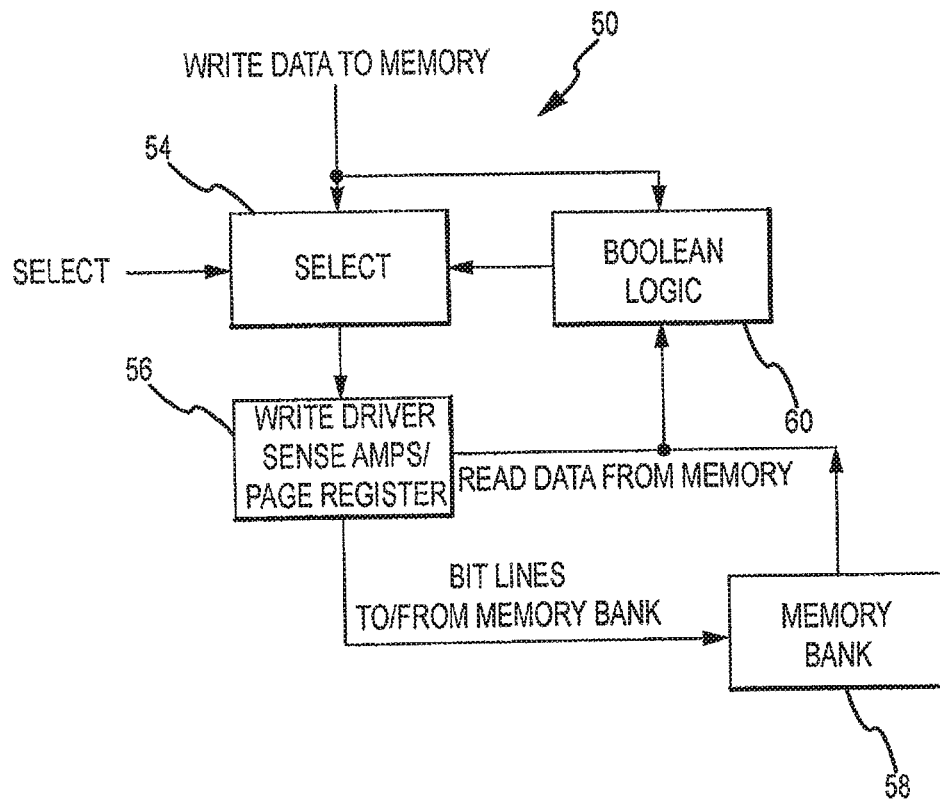 50
WRITE DATA TO MEMORY
54
SELECT
SELECT
BOOLEAN
LOGIC
56
WRITE DRIVER
SENSE AMPS/
PAGE REGISTER
60
READ DATA FROM MEMORY
BIT LINES
TO/FROM MEMORY BANK
MEMORY
BANK
58